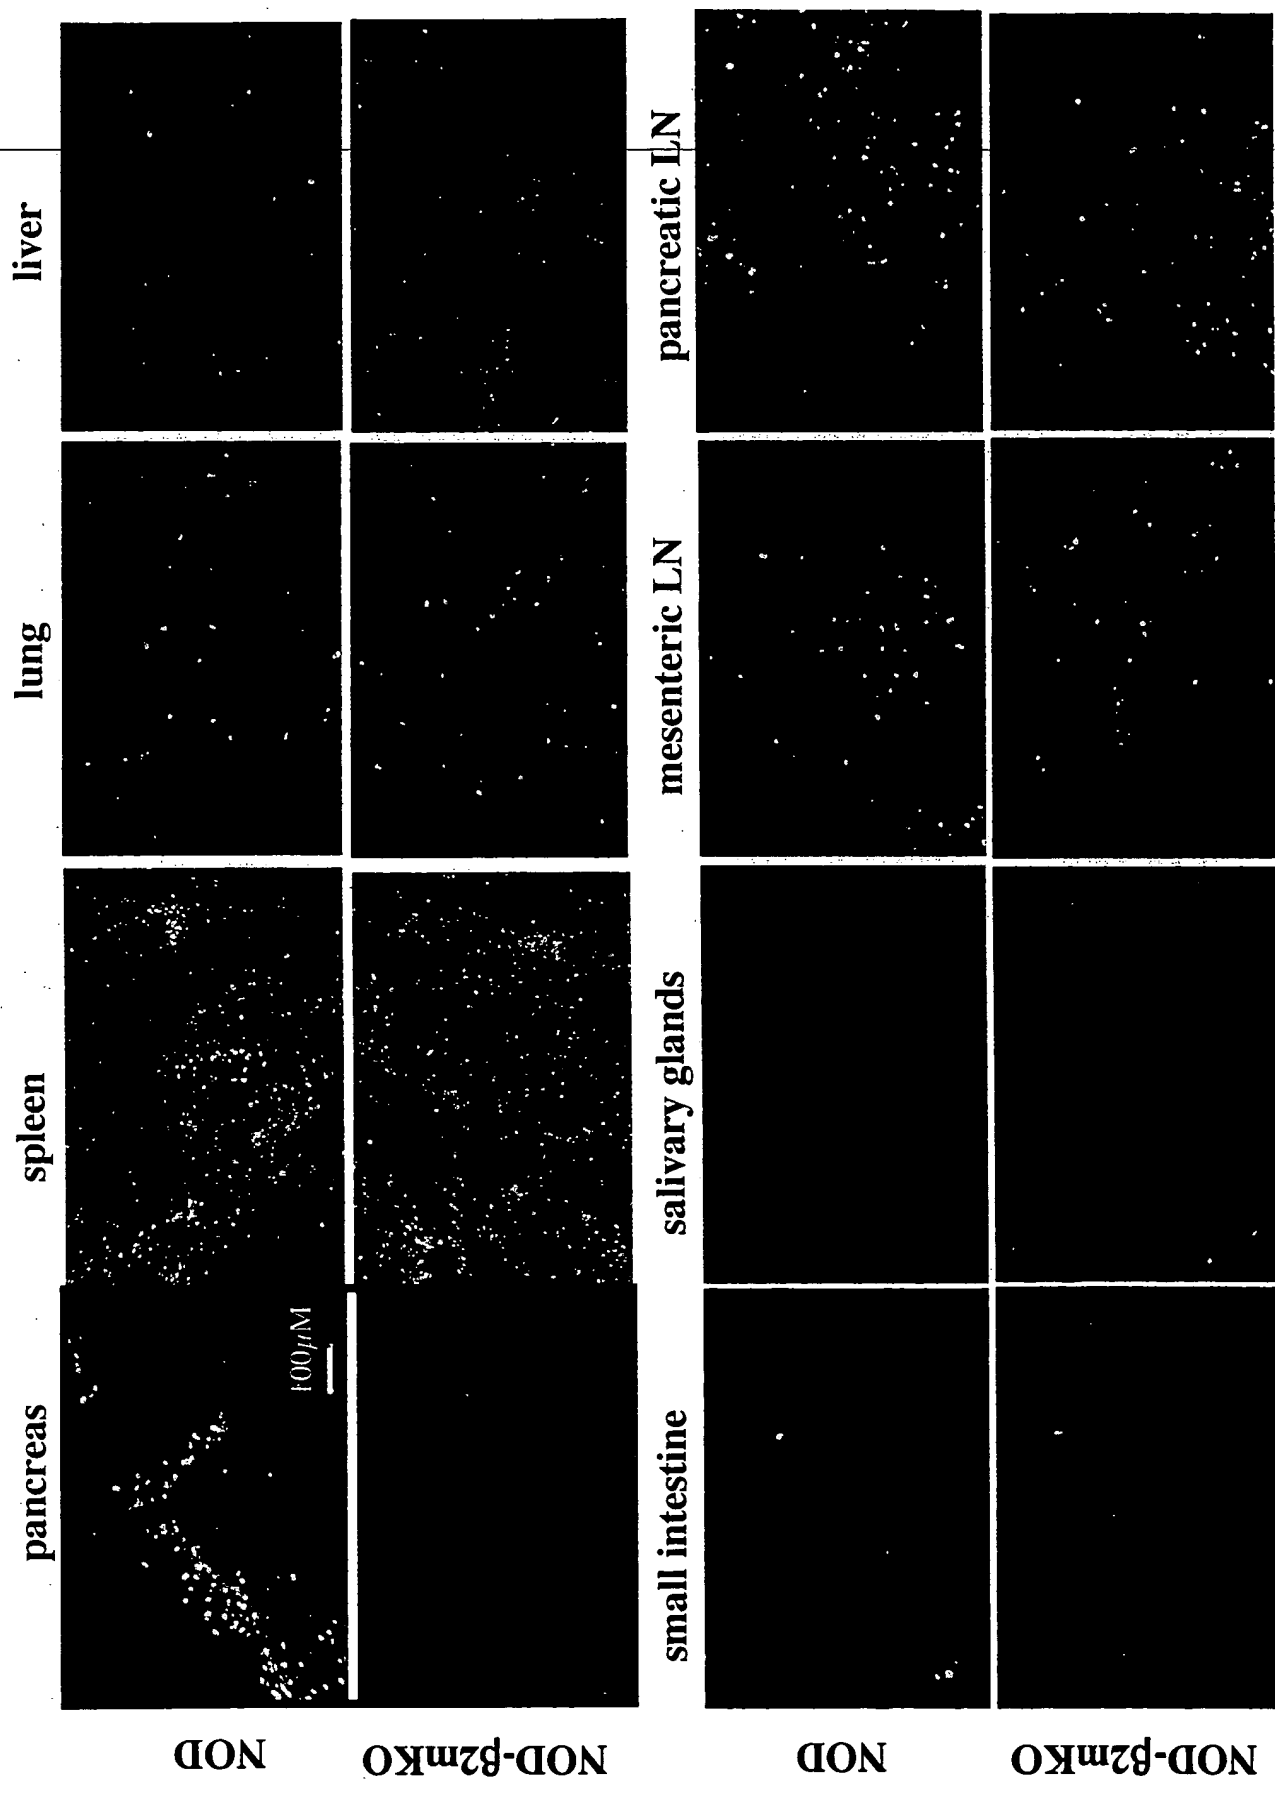 pancreas
spleen
lung
liver
NOD
100μM
NOD-β2mKO
small intestine
salivary glands
mesenteric LN
pancreatic LN
NOD
NOD-β2mKO